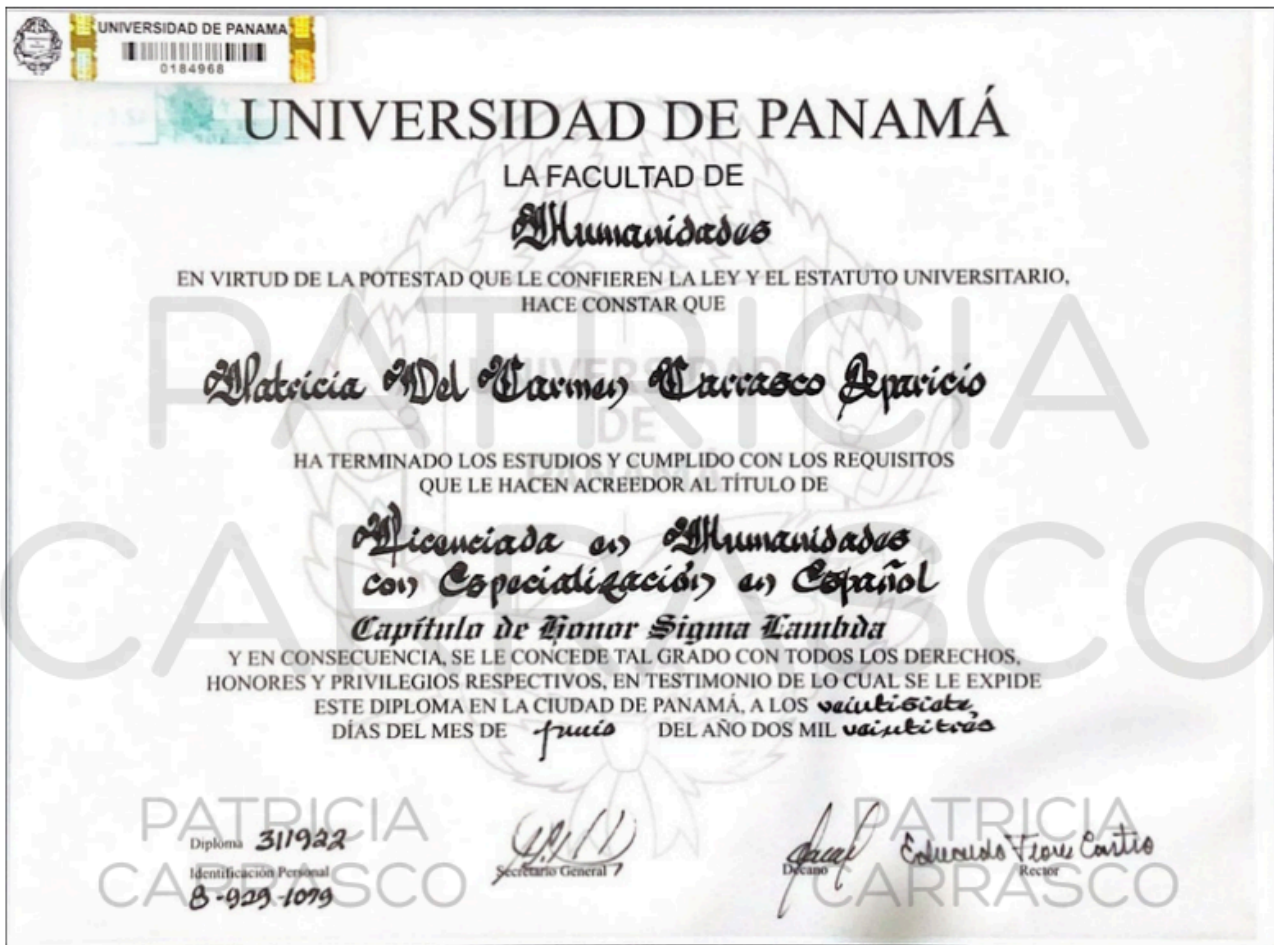 UNIVERSIDAD DE PANAMA
0184968
UNIVERSIDAD DE PANAMÁ
LA FACULTAD DE
Humanidades
EN VIRTUD DE LA POTESTAD QUE LE CONFIEREN LA LEY Y EL ESTATUTO UNIVERSITARIO,
HACE CONSTAR QUE
Patricia Del Carmen Carrasco Aparicio
HA TERMINADO LOS ESTUDIOS Y CUMPLIDO CON LOS REQUISITOS
QUE LE HACEN ACREEDOR AL TÍTULO DE
Licenciada en Humanidades
con Especialización en Español
Capítulo de Honor Sigma Lambda
Y EN CONSECUENCIA, SE LE CONCEDE TAL GRADO CON TODOS LOS DERECHOS,
HONORES Y PRIVILEGIOS RESPECTIVOS, EN TESTIMONIO DE LO CUAL SE LE EXPIDE
ESTE DIPLOMA EN LA CIUDAD DE PANAMÁ, A LOS veintisiete
DÍAS DEL MES DE junio DEL AÑO DOS MIL veintitrés
Diploma 311922
Identificación Personal
8-929-1079
Secretario General
Decano
Eduardo Flores Castro
Rector
PATRICIA
CARRASCO
UNIVERSIDAD
DE
PANAMÁ
PATRICIA
CARRASCO
PATRICIA
CARRASCO